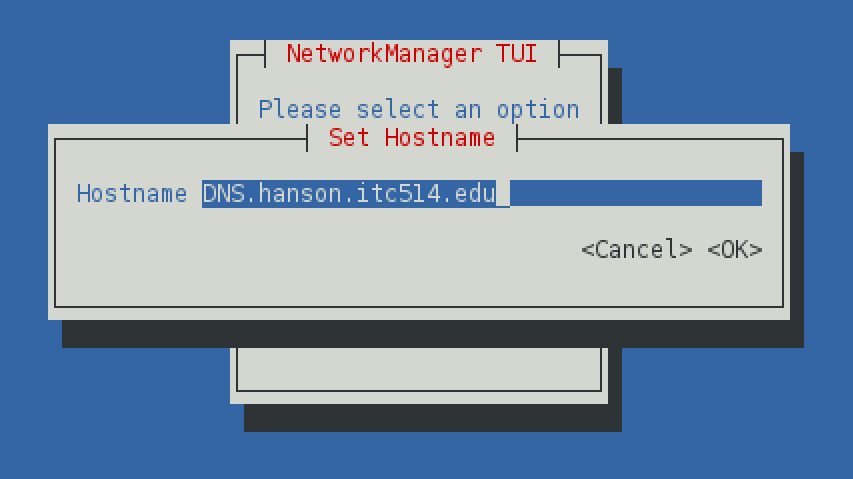 NetworkManager TUI
Please select an option
Set Hostname
Hostname DNS.hanson.itc514.edu
<Cancel> <OK>